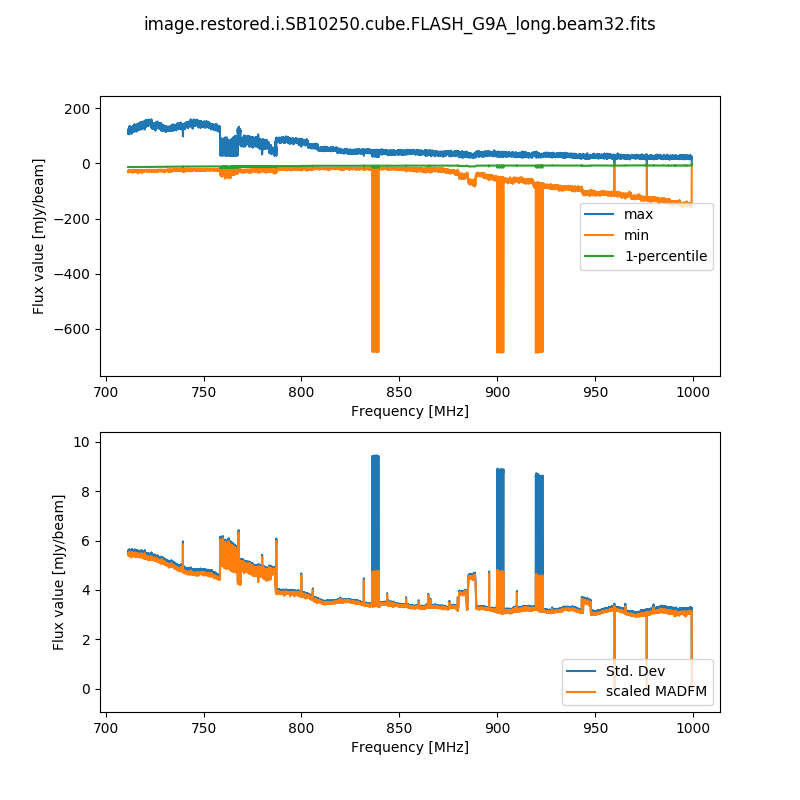 image.restored.i.SB10250.cube.FLASH_G9A_long.beam32.fits
200
0
−200
−400
−600
Flux value [mJy/beam]
max
min
1-percentile
700 750 800 850 900 950 1000
Frequency [MHz]
10
8
6
4
2
0
Flux value [mJy/beam]
Std. Dev
scaled MADFM
700 750 800 850 900 950 1000
Frequency [MHz]